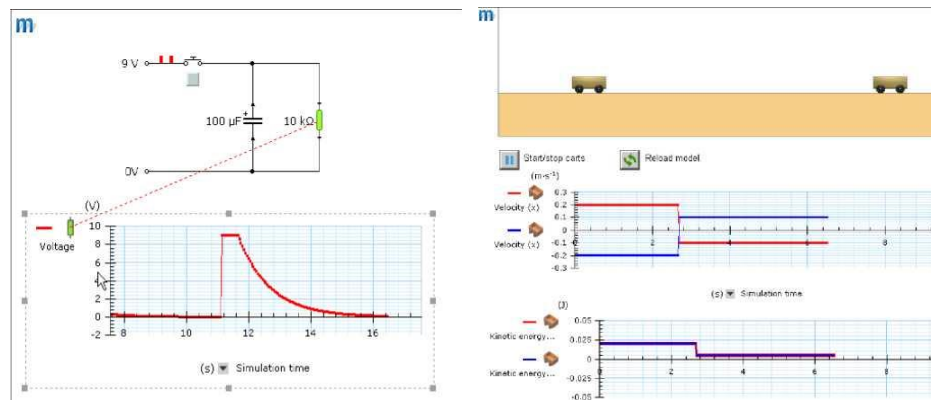 m
9 V
100 µF
10 kΩ
0V
(V)
Voltage
10
8
6
4
2
0
-2
8 10 12 14 16
(s) Simulation time
m
Start/stop carts Reload model
(m·s⁻¹)
Velocity (x)
Velocity (x)
0.3
0.2
0.1
-0.1
-0.2
-0.3
2 4 6 8
(s) Simulation time
(J)
Kinetic energy...
Kinetic energy...
0.05
0.025
0
-0.025
-0.05
0 2 4 6 8